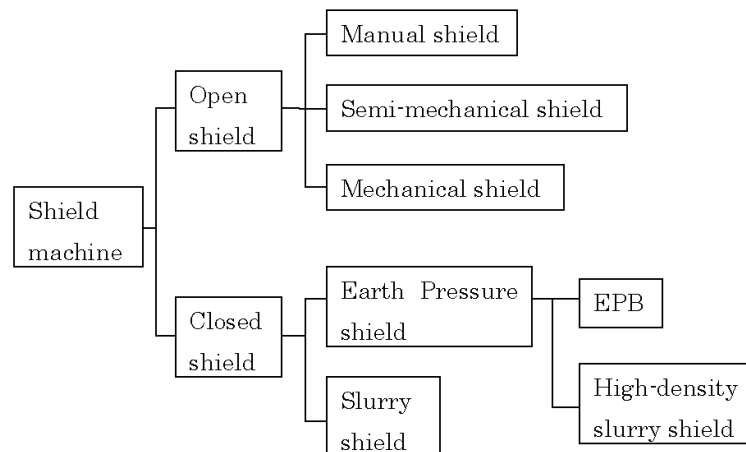 Manual shield
Open
shield
Semi-mechanical shield
Mechanical shield
Shield
machine
Earth Pressure
shield
EPB
Closed
shield
High-density
slurry shield
Slurry
shield